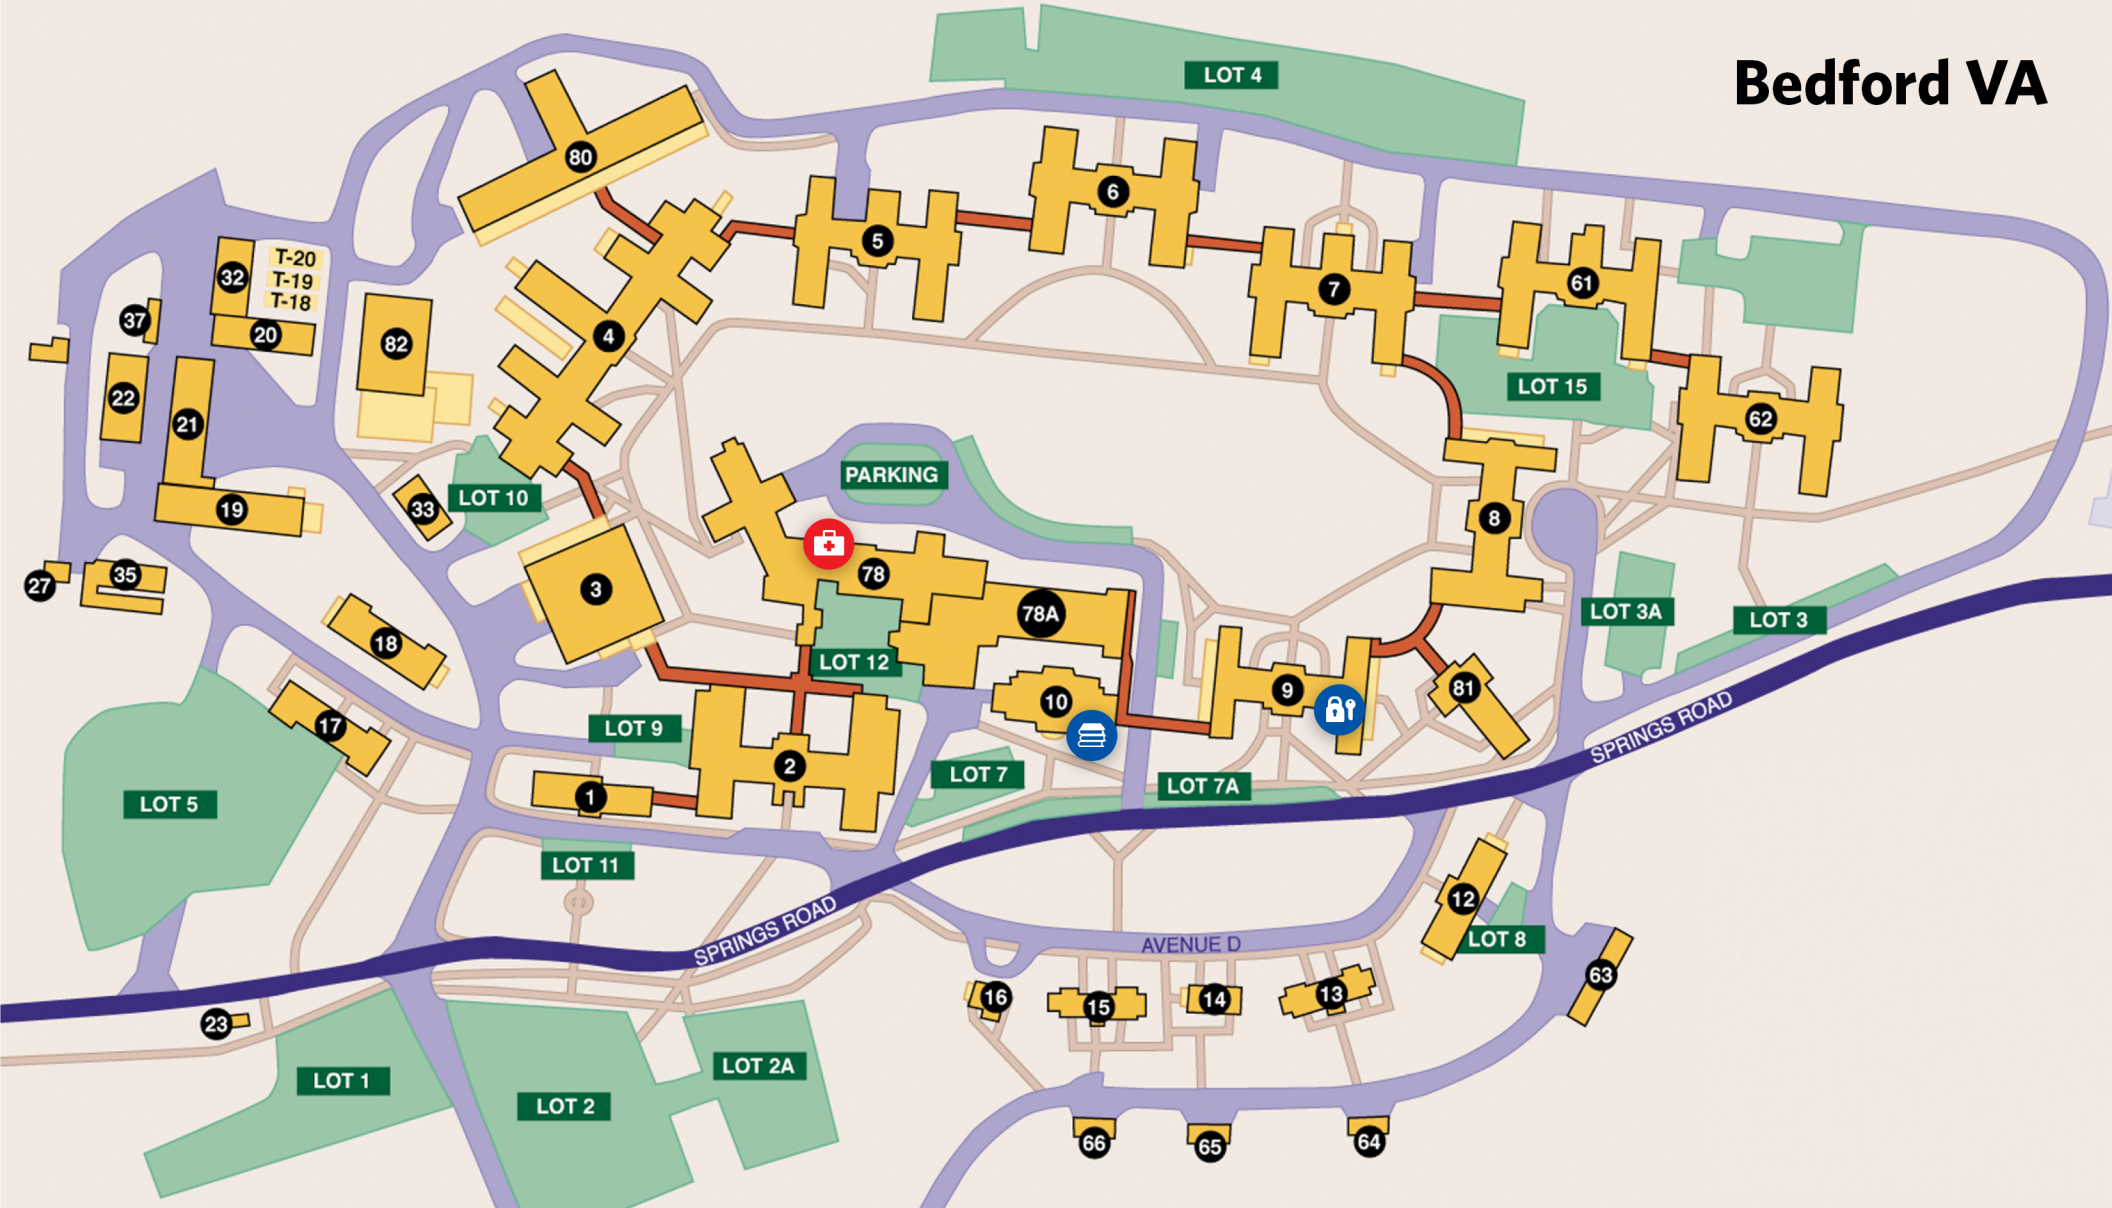 Bedford VA
LOT 4
80
6
5
7
61
32
T-20
T-19
T-18
37
20
82
4
22
21
LOT 15
62
PARKING
33
LOT 10
19
8
27
35
3
78
78A
LOT 3A
LOT 3
18
LOT 12
10
9
81
17
LOT 9
2
LOT 7
LOT 7A
SPRINGS ROAD
1
LOT 5
LOT 11
12
LOT 8
SPRINGS ROAD
AVENUE D
63
16
15
14
13
23
LOT 1
LOT 2
LOT 2A
66
65
64